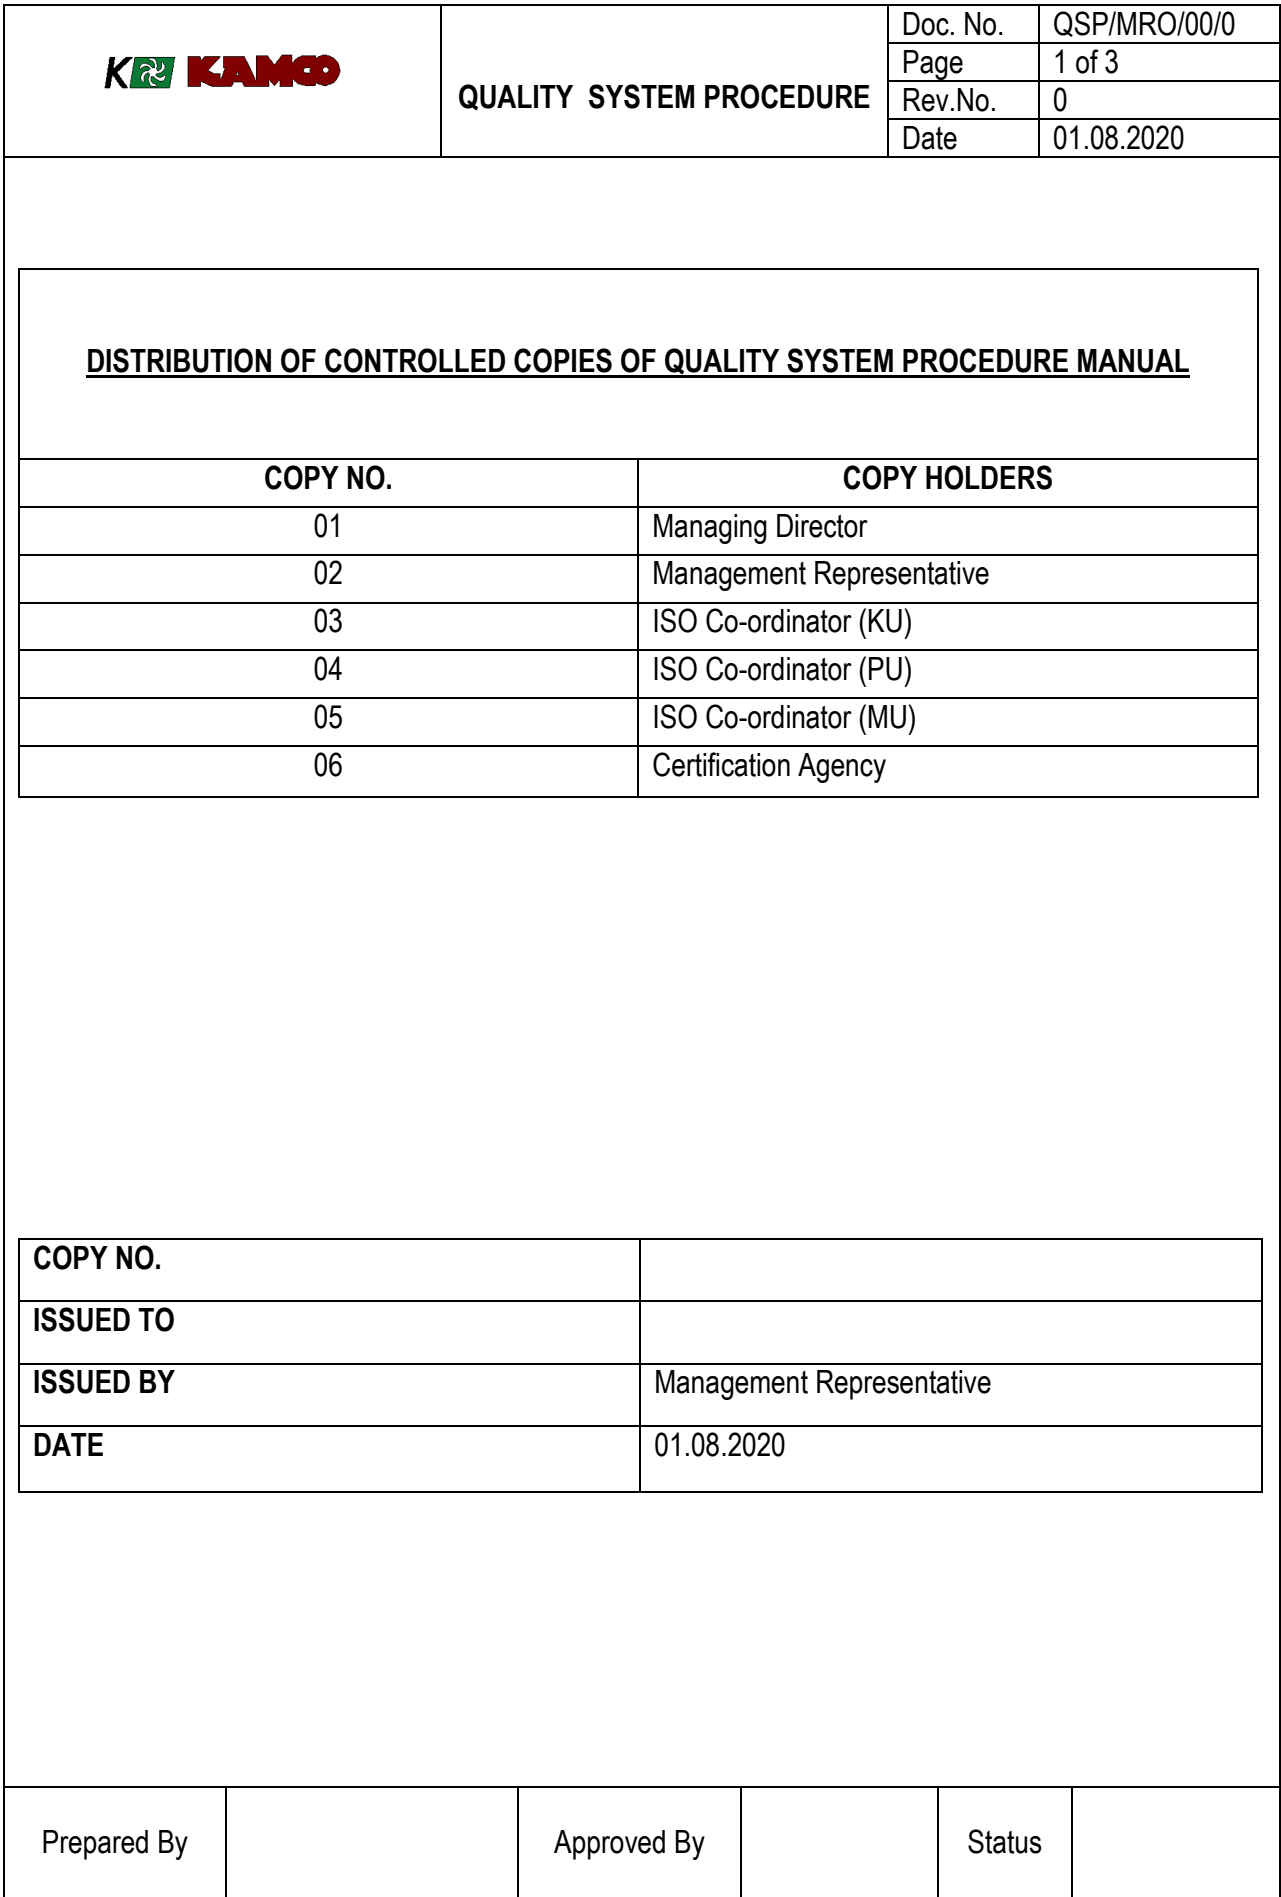 K KAMCO
QUALITY SYSTEM PROCEDURE
Doc. No. QSP/MRO/00/0
Page 1 of 3
Rev.No. 0
Date 01.08.2020
DISTRIBUTION OF CONTROLLED COPIES OF QUALITY SYSTEM PROCEDURE MANUAL
COPY NO. COPY HOLDERS
01 Managing Director
02 Management Representative
03 ISO Co-ordinator (KU)
04 ISO Co-ordinator (PU)
05 ISO Co-ordinator (MU)
06 Certification Agency
COPY NO.
ISSUED TO
ISSUED BY Management Representative
DATE 01.08.2020
Prepared By Approved By Status